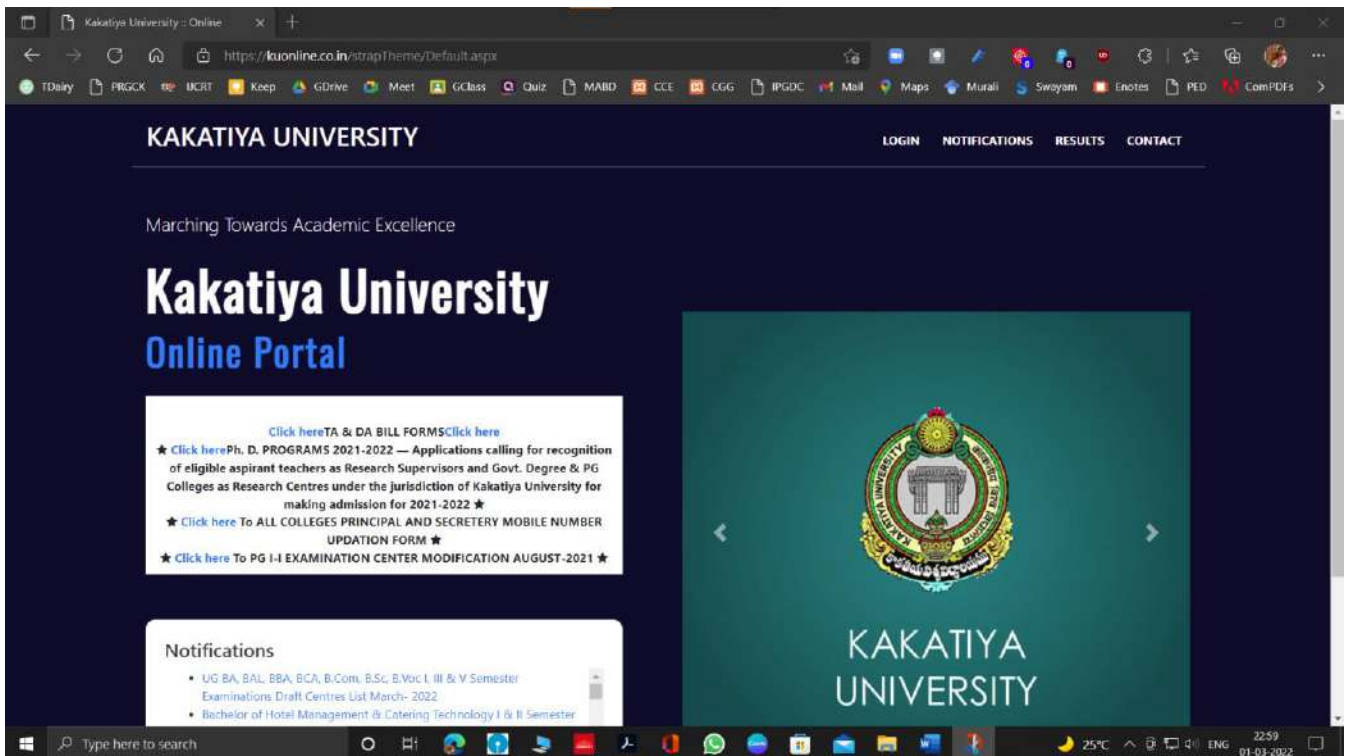 Kakatiya University :: Online
https://kuonline.co.in/strapTheme/Default.aspx
TDairy PRGCK UCRT Keep GDrive Meet GClass Quiz MABD CCE CGG IPGDC Mail Maps Murali Swayam Enotes PED ComPDFs
KAKATIYA UNIVERSITY
LOGIN NOTIFICATIONS RESULTS CONTACT
Marching Towards Academic Excellence
Kakatiya University
Online Portal
Click hereTA & DA BILL FORMSClick here
★ Click herePh. D. PROGRAMS 2021-2022 — Applications calling for recognition
of eligible aspirant teachers as Research Supervisors and Govt. Degree & PG
Colleges as Research Centres under the jurisdiction of Kakatiya University for
making admission for 2021-2022 ★
★ Click here To ALL COLLEGES PRINCIPAL AND SECRETERY MOBILE NUMBER
UPDATION FORM ★
★ Click here To PG I-I EXAMINATION CENTER MODIFICATION AUGUST-2021 ★
Notifications
• UG BA, BAL, BBA, BCA, B.Com, B.Sc, B.Voc I, III & V Semester
Examinations Draft Centres List March- 2022
• Bachelor of Hotel Management & Catering Technology I & II Semester
KAKATIYA UNIVERSITY
KAKATIYA
UNIVERSITY
Type here to search
25°C ENG 22:59
01-03-2022